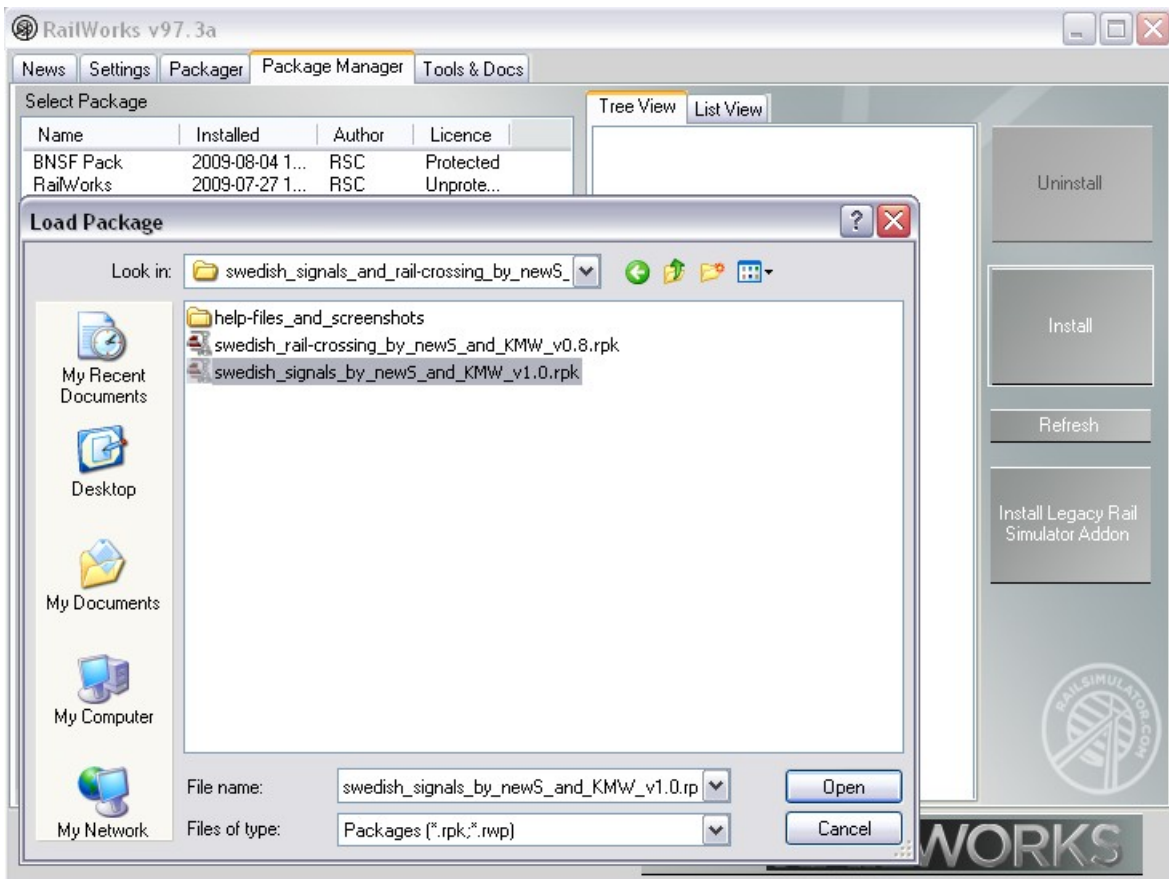 RailWorks v97.3a
News Settings Packager Package Manager Tools & Docs
Select Package
Tree View List View
Name Installed Author Licence
BNSF Pack 2009-08-04 1... RSC Protected
RailWorks 2009-07-27 1... RSC Unprote...
Uninstall
Load Package
Look in: swedish_signals_and_rail-crossing_by_newS_
help-files_and_screenshots
swedish_rail-crossing_by_newS_and_KMW_v0.8.rpk
swedish_signals_by_newS_and_KMW_v1.0.rpk
My Recent
Documents
Desktop
My Documents
My Computer
My Network
Install
Refresh
Install Legacy Rail
Simulator Addon
RAILSIMULATOR.COM
File name: swedish_signals_by_newS_and_KMW_v1.0.rp Open
Files of type: Packages (*.rpk;*.rwp) Cancel
WORKS